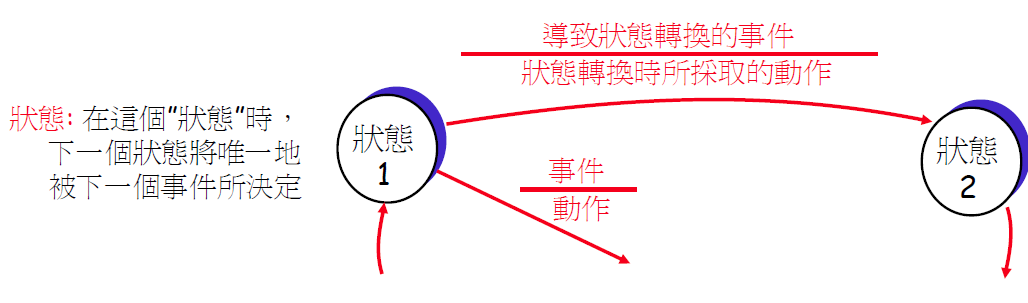 導致狀態轉換的事件
狀態轉換時所採取的動作
狀態: 在這個"狀態"時，
下一個狀態將唯一地
被下一個事件所決定
狀態
1
事件
動作
狀態
2